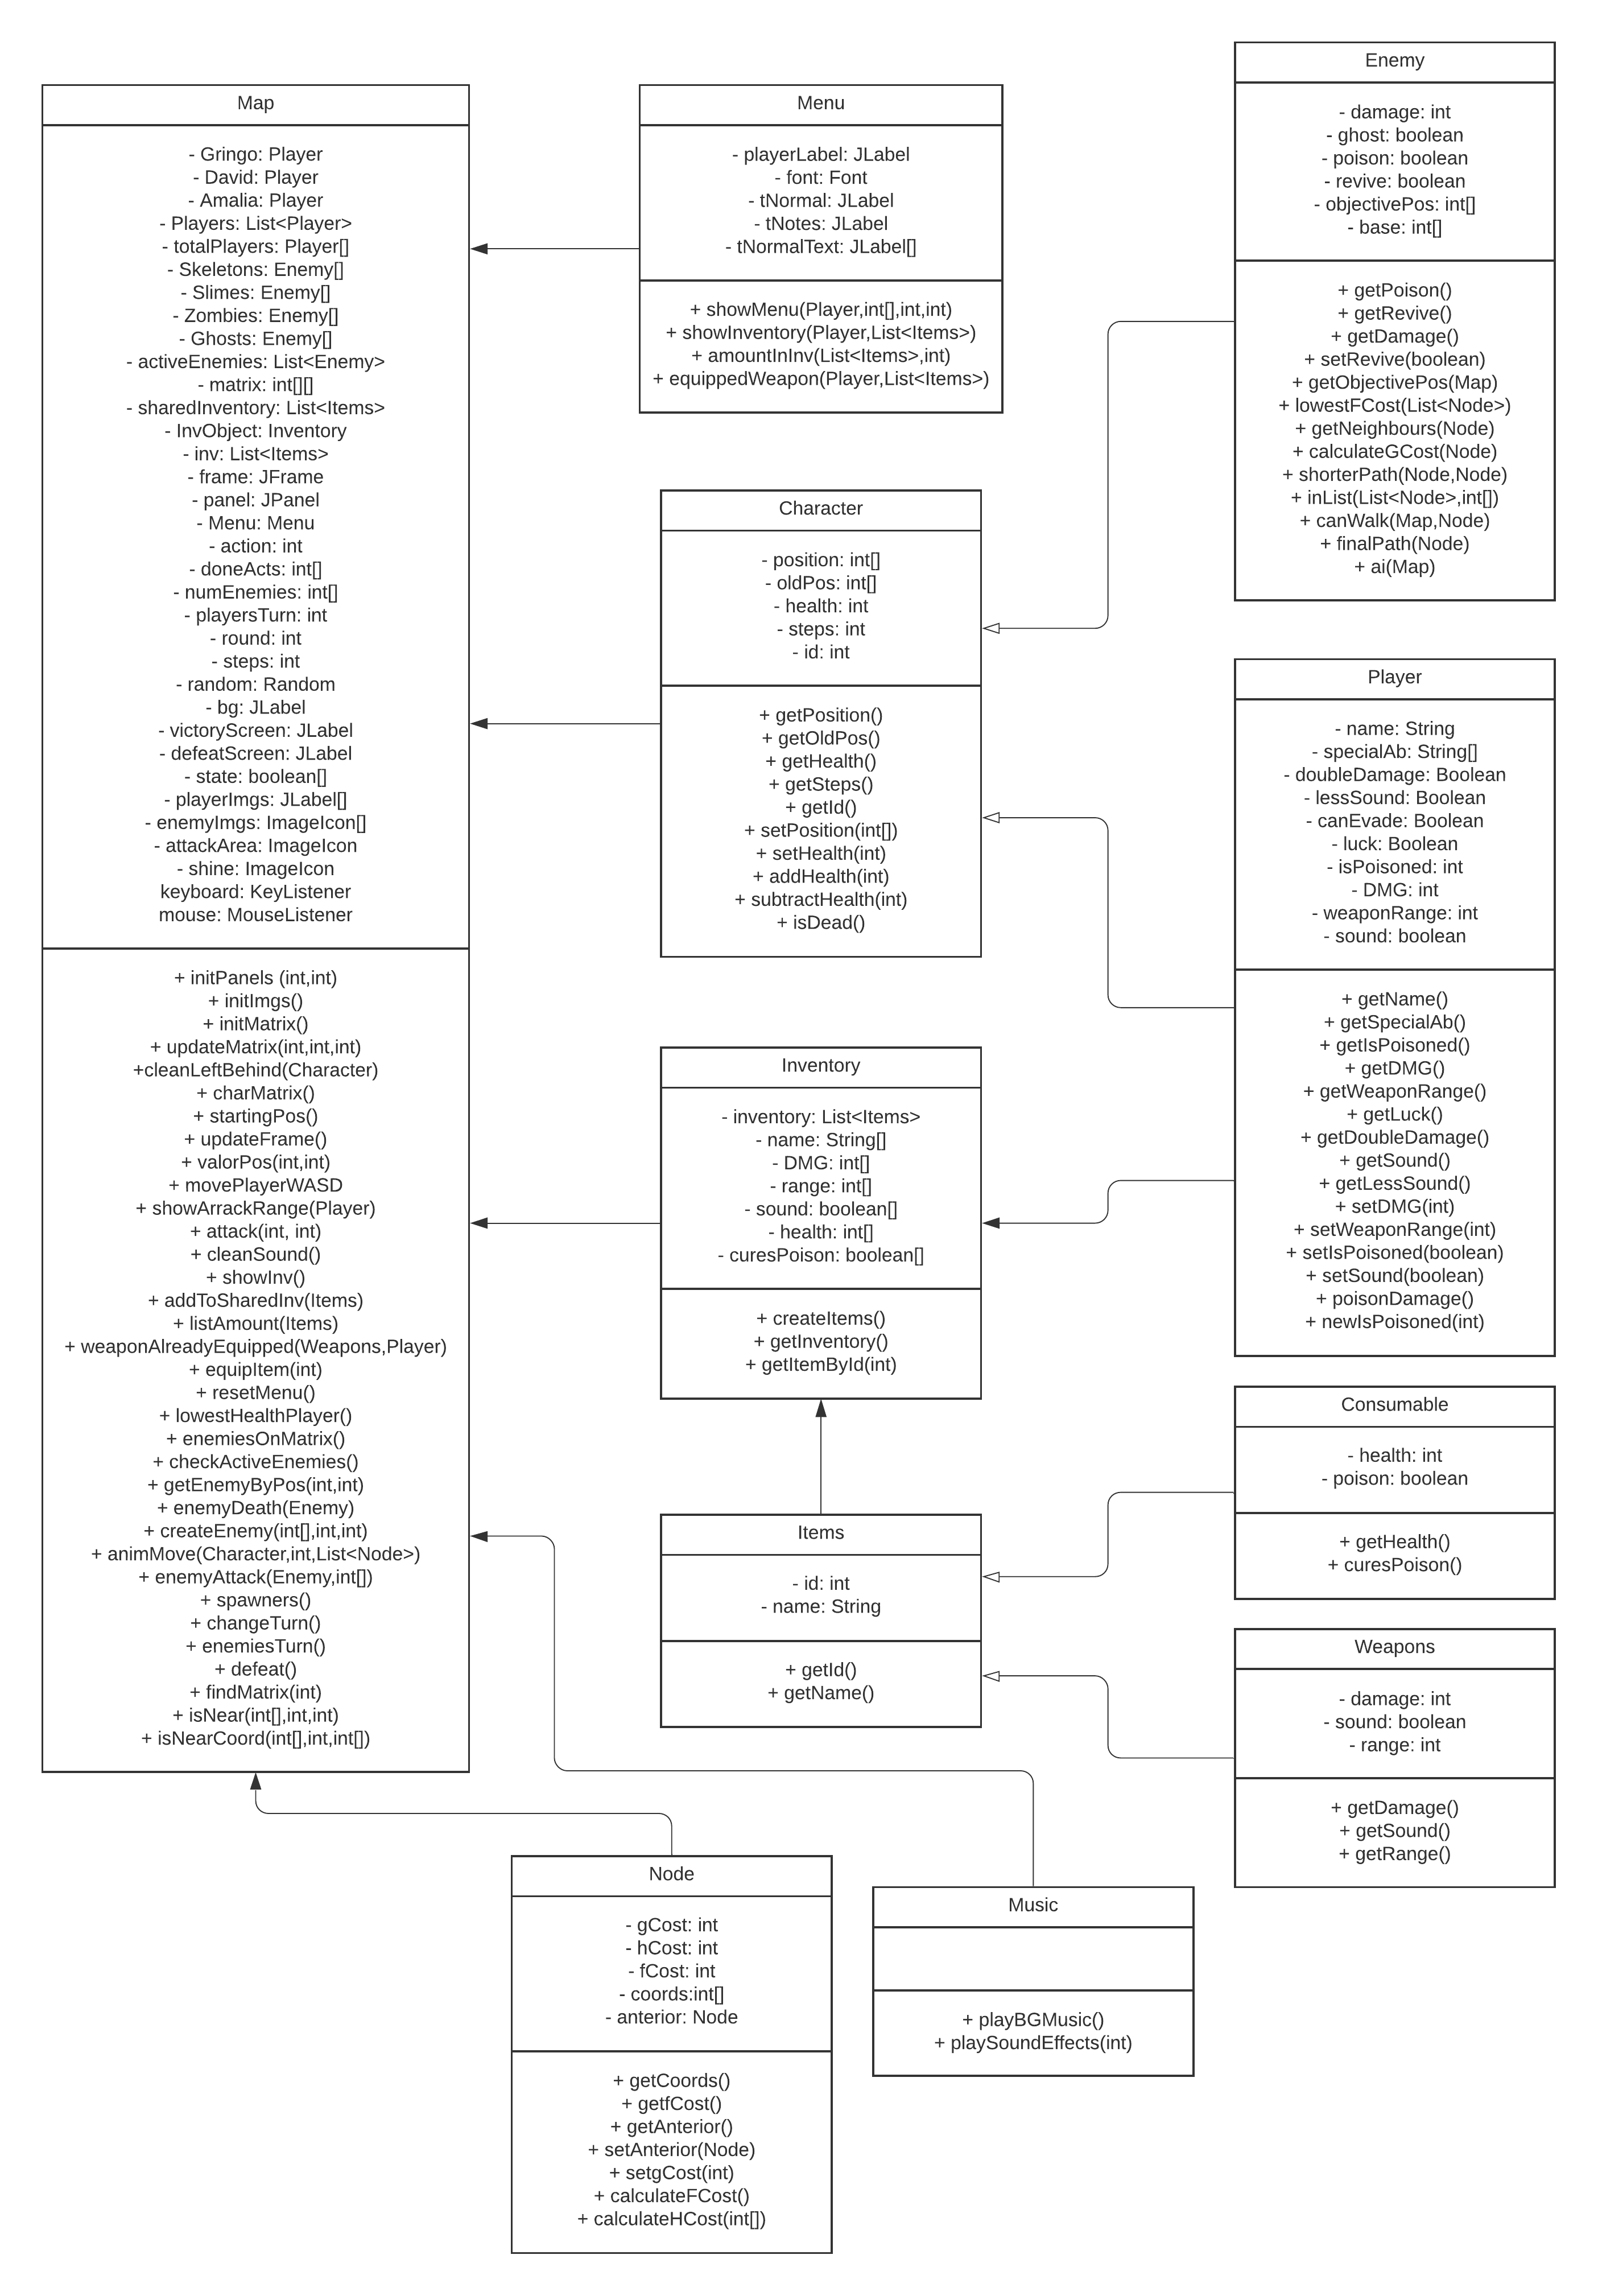 Map
- Gringo: Player
- David: Player
- Amalia: Player
- Players: List<Player>
- totalPlayers: Player[]
- Skeletons: Enemy[]
- Slimes: Enemy[]
- Zombies: Enemy[]
- Ghosts: Enemy[]
- activeEnemies: List<Enemy>
- matrix: int[][]
- sharedInventory: List<Items>
- InvObject: Inventory
- inv: List<Items>
- frame: JFrame
- panel: JPanel
- Menu: Menu
- action: int
- doneActs: int[]
- numEnemies: int[]
- playersTurn: int
- round: int
- steps: int
- random: Random
- bg: JLabel
- victoryScreen: JLabel
- defeatScreen: JLabel
- state: boolean[]
- playerImgs: JLabel[]
- enemyImgs: ImageIcon[]
- attackArea: ImageIcon
- shine: ImageIcon
keyboard: KeyListener
mouse: MouseListener
+ initPanels (int,int)
+ initImgs()
+ initMatrix()
+ updateMatrix(int,int,int)
+cleanLeftBehind(Character)
+ charMatrix()
+ startingPos()
+ updateFrame()
+ valorPos(int,int)
+ movePlayerWASD
+ showArrackRange(Player)
+ attack(int, int)
+ cleanSound()
+ showInv()
+ addToSharedInv(Items)
+ listAmount(Items)
+ weaponAlreadyEquipped(Weapons,Player)
+ equipItem(int)
+ resetMenu()
+ lowestHealthPlayer()
+ enemiesOnMatrix()
+ checkActiveEnemies()
+ getEnemyByPos(int,int)
+ enemyDeath(Enemy)
+ createEnemy(int[],int,int)
+ animMove(Character,int,List<Node>)
+ enemyAttack(Enemy,int[])
+ spawners()
+ changeTurn()
+ enemiesTurn()
+ defeat()
+ findMatrix(int)
+ isNear(int[],int,int)
+ isNearCoord(int[],int,int[])
Menu
- playerLabel: JLabel
- font: Font
- tNormal: JLabel
- tNotes: JLabel
- tNormalText: JLabel[]
+ showMenu(Player,int[],int,int)
+ showInventory(Player,List<Items>)
+ amountInInv(List<Items>,int)
+ equippedWeapon(Player,List<Items>)
Character
- position: int[]
- oldPos: int[]
- health: int
- steps: int
- id: int
+ getPosition()
+ getOldPos()
+ getHealth()
+ getSteps()
+ getId()
+ setPosition(int[])
+ setHealth(int)
+ addHealth(int)
+ subtractHealth(int)
+ isDead()
Inventory
- inventory: List<Items>
- name: String[]
- DMG: int[]
- range: int[]
- sound: boolean[]
- health: int[]
- curesPoison: boolean[]
+ createItems()
+ getInventory()
+ getItemById(int)
Items
- id: int
- name: String
+ getId()
+ getName()
Enemy
- damage: int
- ghost: boolean
- poison: boolean
- revive: boolean
- objectivePos: int[]
- base: int[]
+ getPoison()
+ getRevive()
+ getDamage()
+ setRevive(boolean)
+ getObjectivePos(Map)
+ lowestFCost(List<Node>)
+ getNeighbours(Node)
+ calculateGCost(Node)
+ shorterPath(Node,Node)
+ inList(List<Node>,int[])
+ canWalk(Map,Node)
+ finalPath(Node)
+ ai(Map)
Player
- name: String
- specialAb: String[]
- doubleDamage: Boolean
- lessSound: Boolean
- canEvade: Boolean
- luck: Boolean
- isPoisoned: int
- DMG: int
- weaponRange: int
- sound: boolean
+ getName()
+ getSpecialAb()
+ getIsPoisoned()
+ getDMG()
+ getWeaponRange()
+ getLuck()
+ getDoubleDamage()
+ getSound()
+ getLessSound()
+ setDMG(int)
+ setWeaponRange(int)
+ setIsPoisoned(boolean)
+ setSound(boolean)
+ poisonDamage()
+ newIsPoisoned(int)
Consumable
- health: int
- poison: boolean
+ getHealth()
+ curesPoison()
Weapons
- damage: int
- sound: boolean
- range: int
+ getDamage()
+ getSound()
+ getRange()
Node
- gCost: int
- hCost: int
- fCost: int
- coords:int[]
- anterior: Node
+ getCoords()
+ getfCost()
+ getAnterior()
+ setAnterior(Node)
+ setgCost(int)
+ calculateFCost()
+ calculateHCost(int[])
Music
+ playBGMusic()
+ playSoundEffects(int)